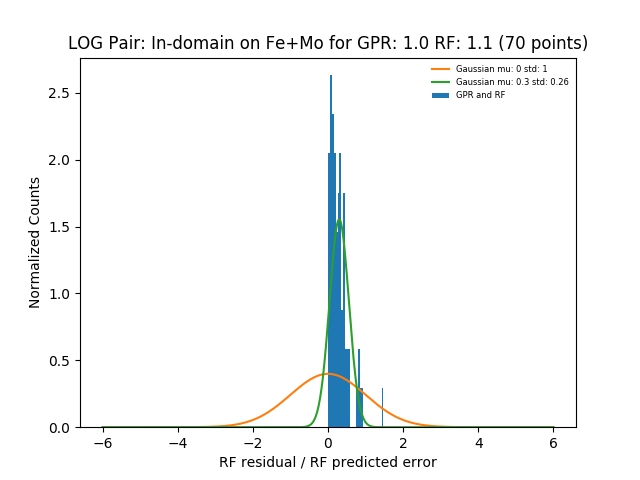 LOG Pair: In-domain on Fe+Mo for GPR: 1.0 RF: 1.1 (70 points)
Gaussian mu: 0 std: 1
Gaussian mu: 0.3 std: 0.26
GPR and RF
Normalized Counts
2.5
2.0
1.5
1.0
0.5
0.0
−6
−4
−2
0
2
4
6
RF residual / RF predicted error